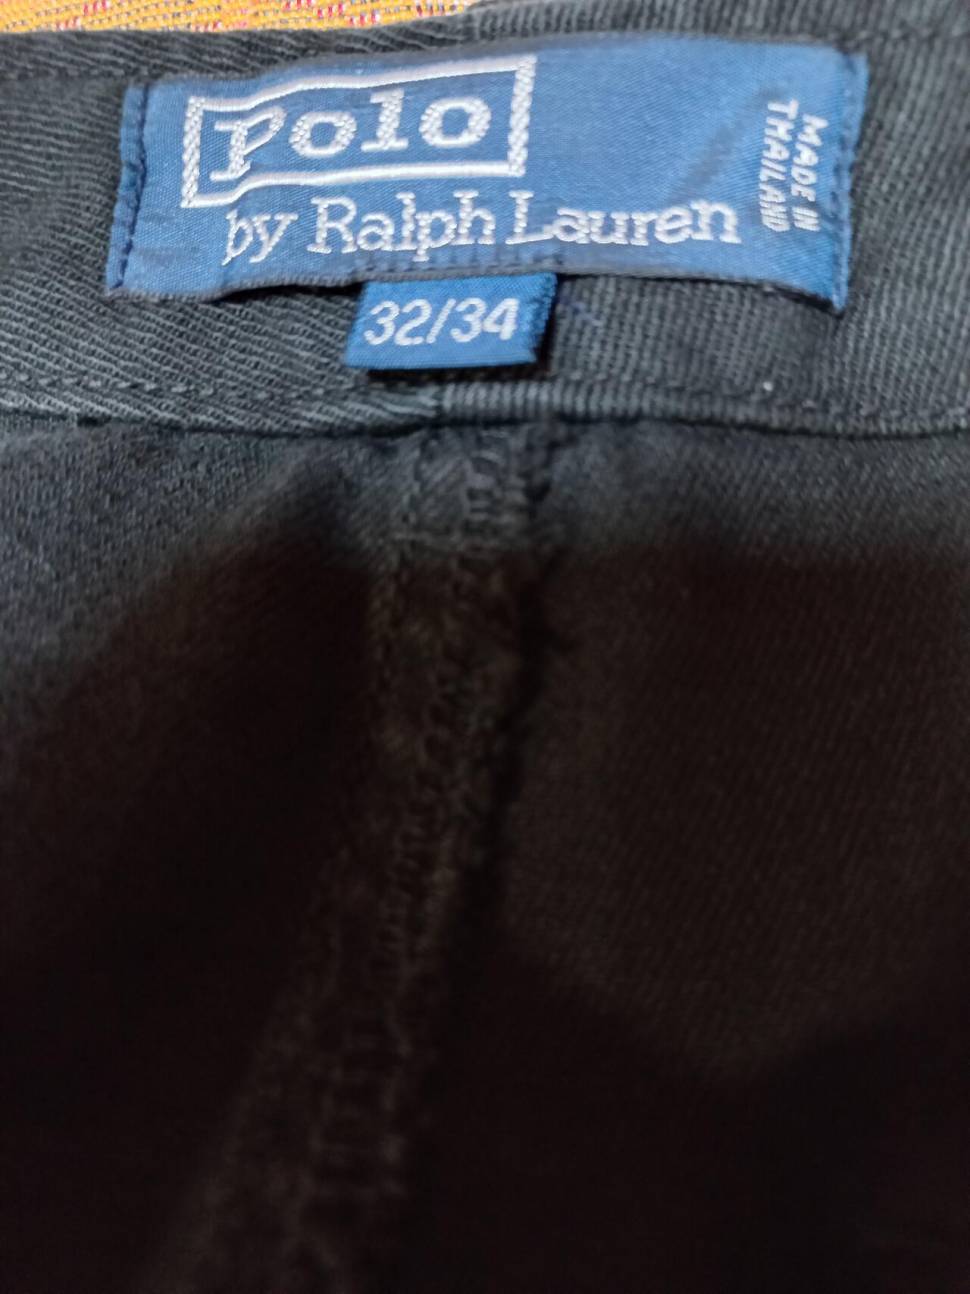 Polo
by Ralph Lauren
MADE IN
THAILAND
32/34